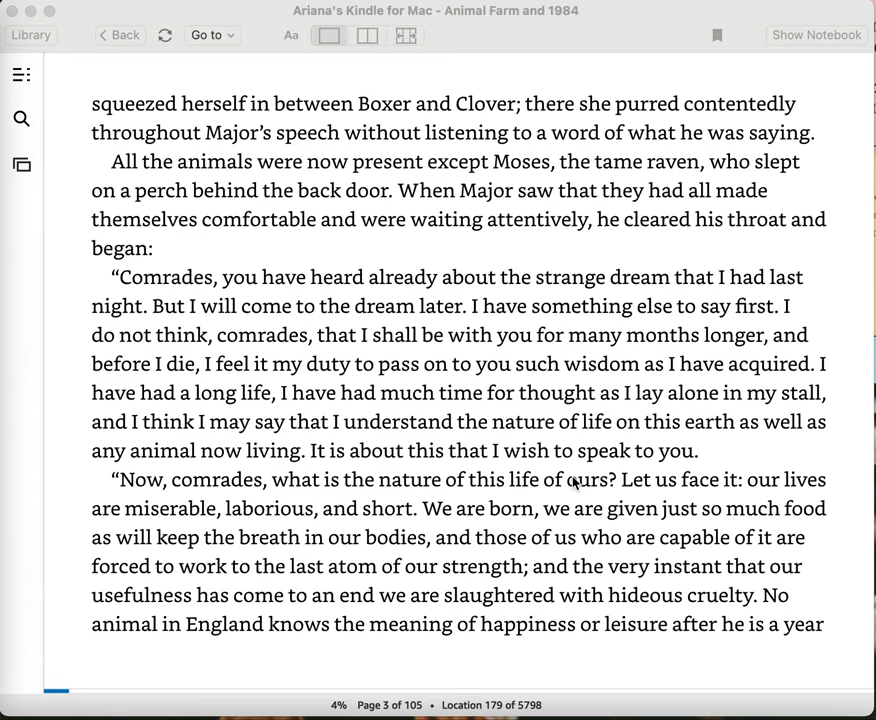 Ariana's Kindle for Mac - Animal Farm and 1984
Library
Back
Go to
Aa
Show Notebook
squeezed herself in between Boxer and Clover; there she purred contentedly
throughout Major’s speech without listening to a word of what he was saying.
All the animals were now present except Moses, the tame raven, who slept
on a perch behind the back door. When Major saw that they had all made
themselves comfortable and were waiting attentively, he cleared his throat and
began:
“Comrades, you have heard already about the strange dream that I had last
night. But I will come to the dream later. I have something else to say first. I
do not think, comrades, that I shall be with you for many months longer, and
before I die, I feel it my duty to pass on to you such wisdom as I have acquired. I
have had a long life, I have had much time for thought as I lay alone in my stall,
and I think I may say that I understand the nature of life on this earth as well as
any animal now living. It is about this that I wish to speak to you.
“Now, comrades, what is the nature of this life of ours? Let us face it: our lives
are miserable, laborious, and short. We are born, we are given just so much food
as will keep the breath in our bodies, and those of us who are capable of it are
forced to work to the last atom of our strength; and the very instant that our
usefulness has come to an end we are slaughtered with hideous cruelty. No
animal in England knows the meaning of happiness or leisure after he is a year
4% Page 3 of 105 • Location 179 of 5798